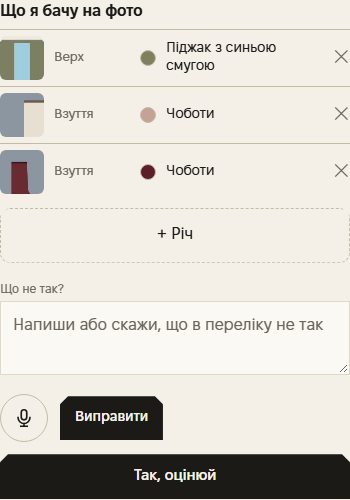 Що я бачу на фото
Верх
Піджак з синьою
смугою
Взуття
Чоботи
Взуття
Чоботи
+ Річ
Що не так?
Напиши або скажи, що в переліку не так
Виправити
Так, оцінюй